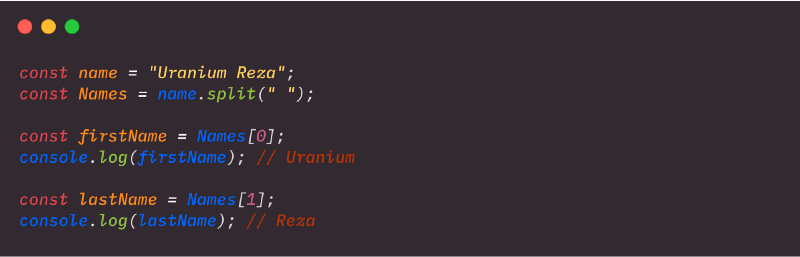 const name = "Uranium Reza";
const Names = name.split(" ");
const firstName = Names[0];
console.log(firstName); // Uranium
const lastName = Names[1];
console.log(lastName); // Reza